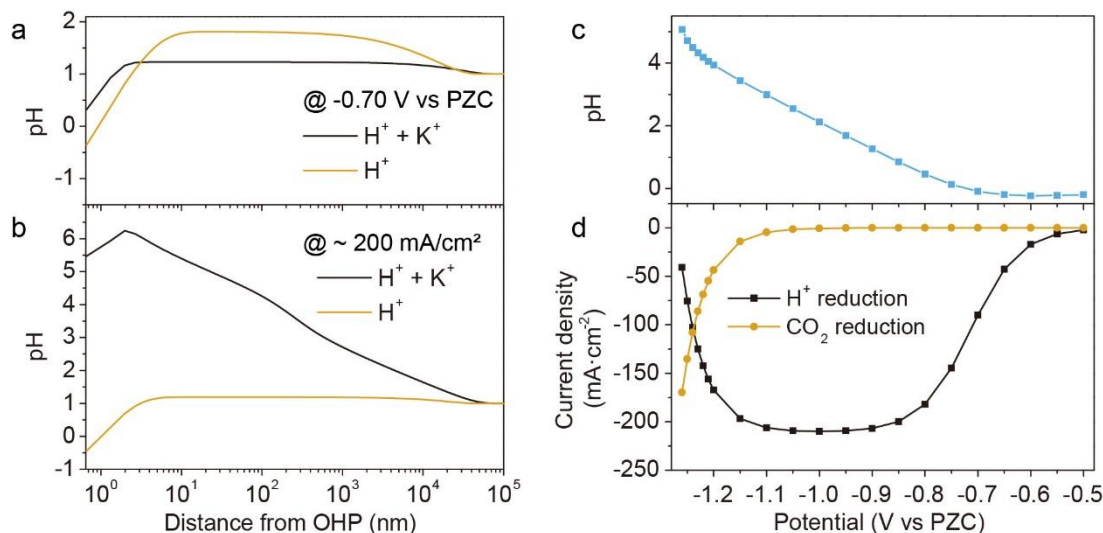 a
2
1
0
-1
pH
@ -0.70 V vs PZC
H⁺ + K⁺
H⁺
b
6
5
4
3
2
1
0
-1
pH
@ ~ 200 mA/cm²
H⁺ + K⁺
H⁺
10⁰ 10¹ 10² 10³ 10⁴ 10⁵
Distance from OHP (nm)
c
4
2
0
pH
d
0
-50
-100
-150
-200
-250
Current density
(mA·cm⁻²)
H⁺ reduction
CO₂ reduction
-1.2 -1.1 -1.0 -0.9 -0.8 -0.7 -0.6 -0.5
Potential (V vs PZC)